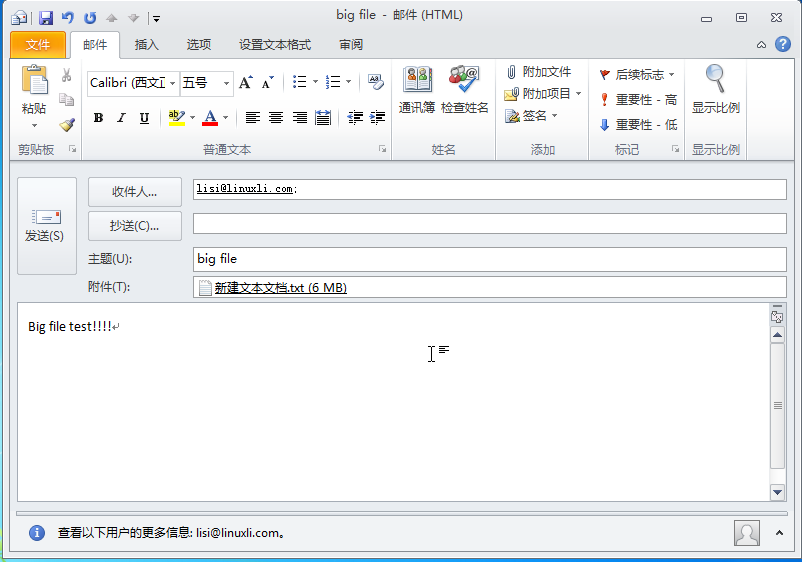 big file - 邮件 (HTML)
文件 邮件 插入 选项 设置文本格式 审阅
粘贴
剪贴板
Calibri (西文正 五号
B I U ab A
普通文本
通讯簿 检查姓名
姓名
附加文件
附加项目
签名
添加
后续标志
重要性 - 高
重要性 - 低
标记
显示比例
显示比例
发送(S)
收件人... lisi@linuxli.com;
抄送(C)...
主题(U): big file
附件(T): 新建文本文档.txt (6 MB)
Big file test!!!!
查看以下用户的更多信息: lisi@linuxli.com。